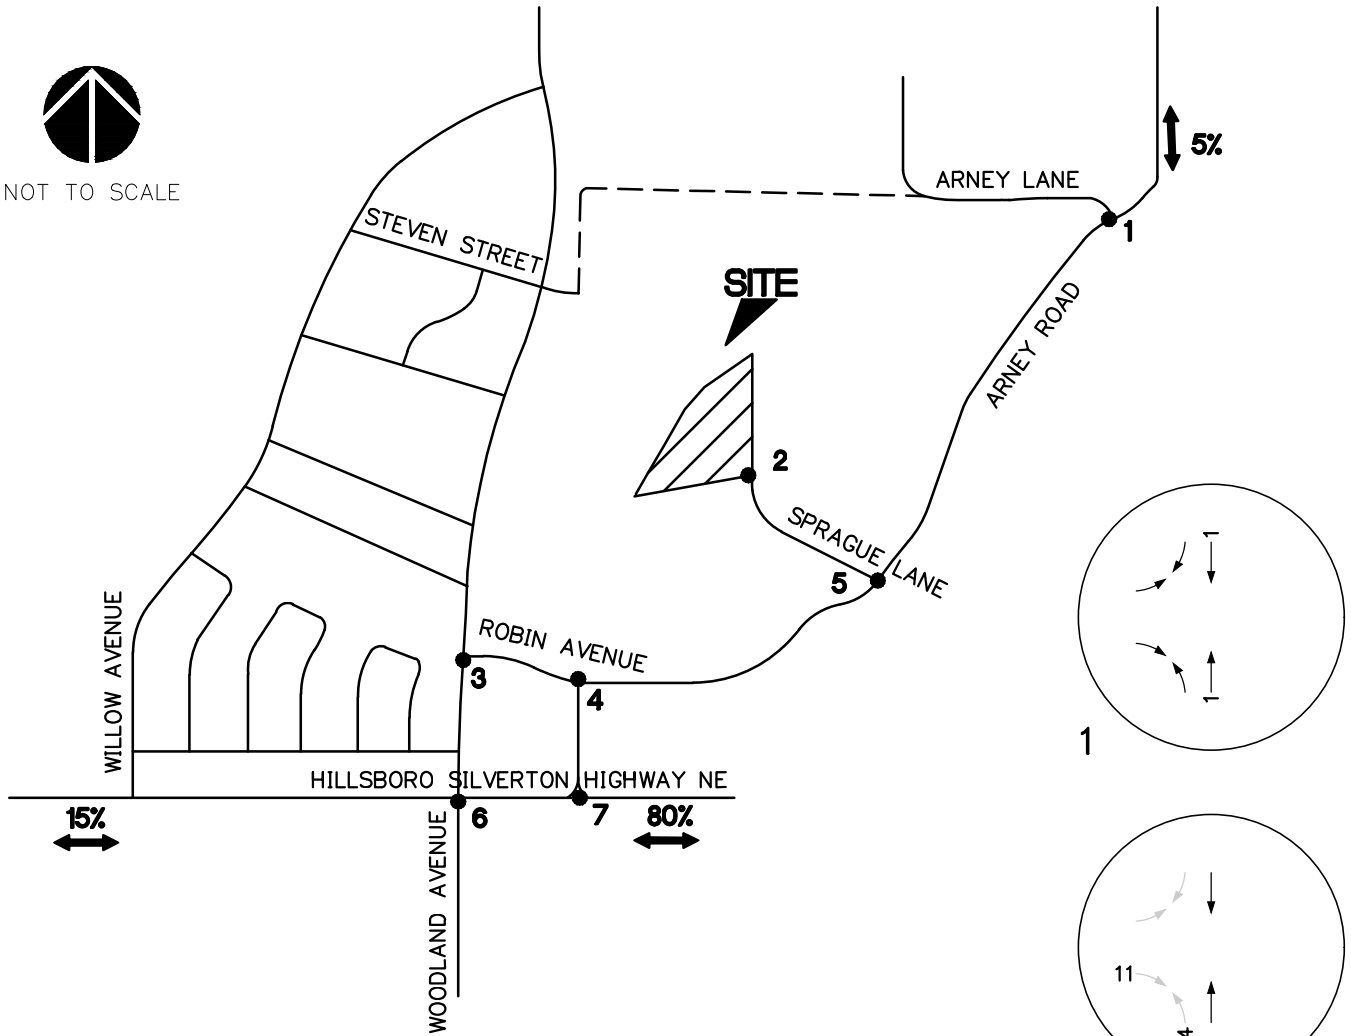 5%
ARNEY LANE
NOT TO SCALE
STEVEN STREET
1
SITE
ARNEY ROAD
2
SPRAGUE LANE
1
5
WILLOW AVENUE
ROBIN AVENUE
3
4
1
1
HILLSBORO SILVERTON HIGHWAY NE
15%
6
7
80%
WOODLAND AVENUE
11